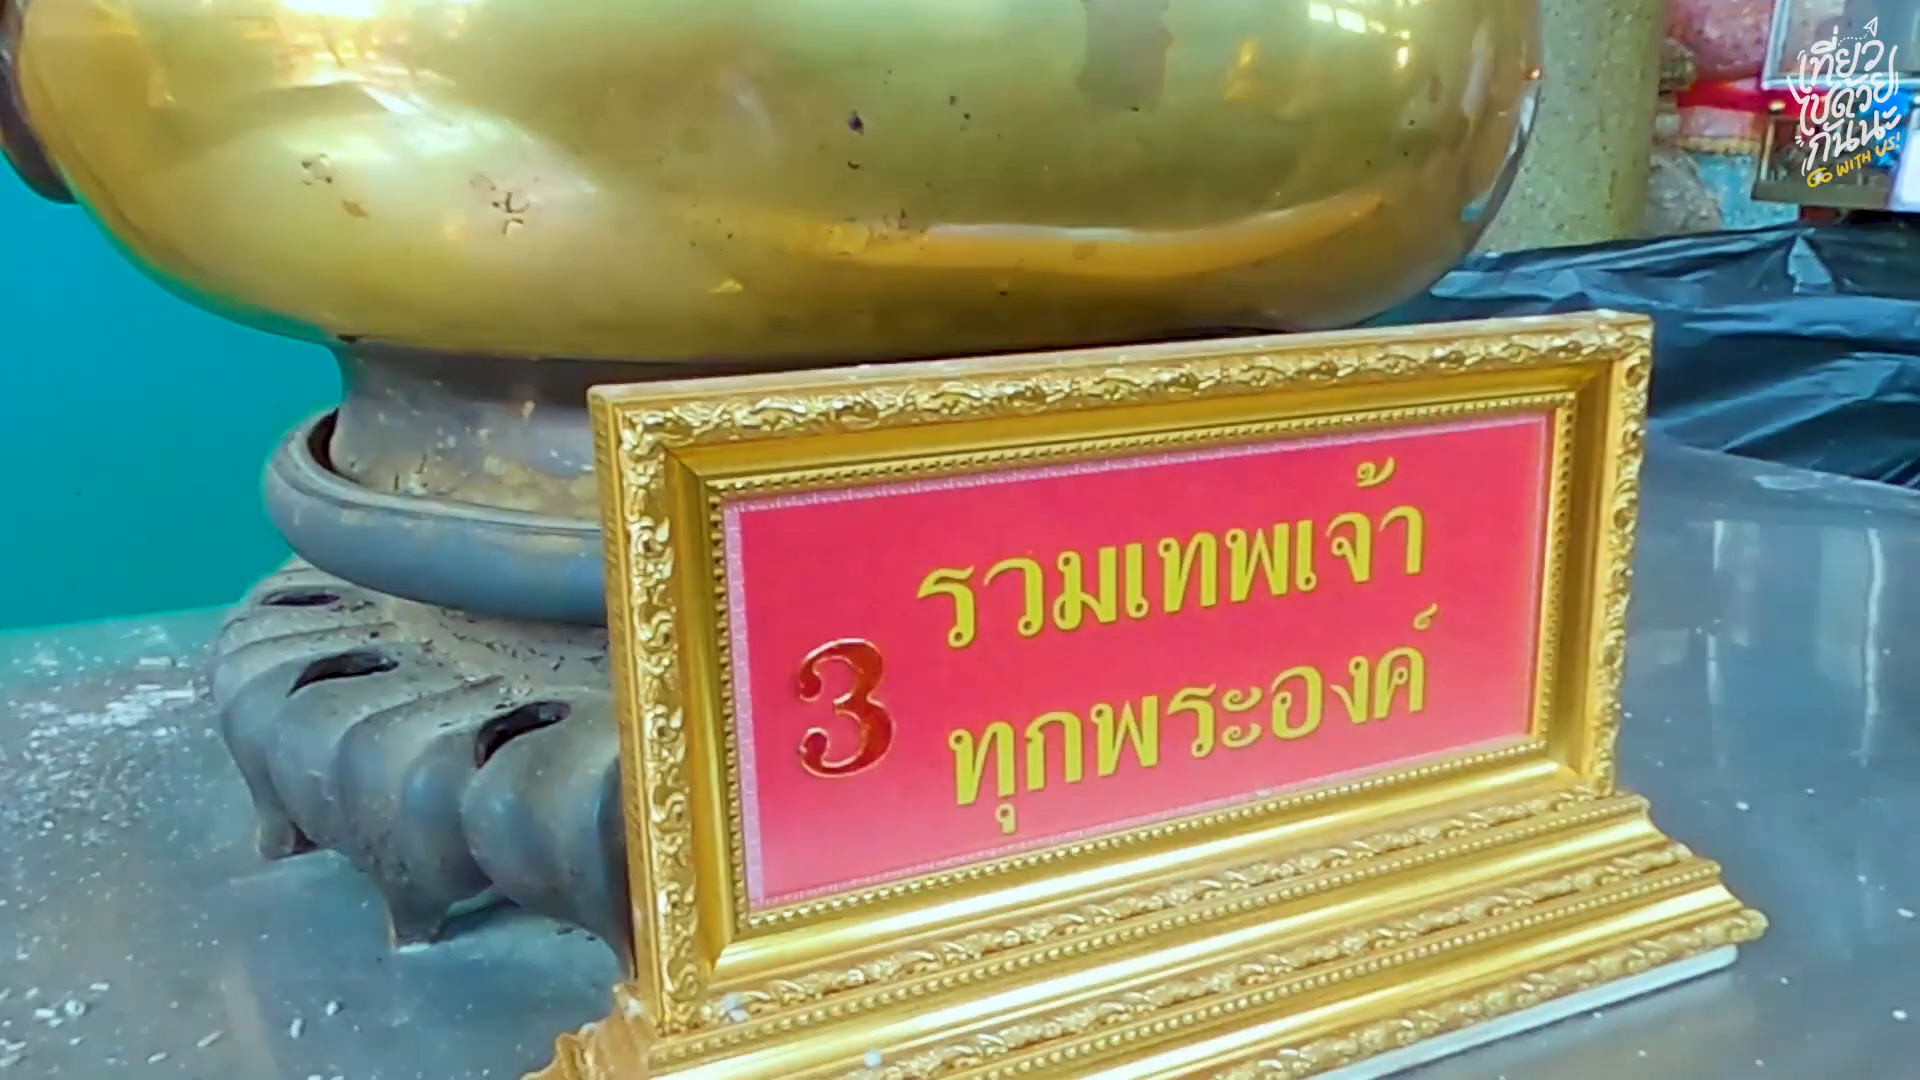 เที่ยว
ไปด้วย
กันนะ
GO WITH US!
3
รวมเทพเจ้า
ทุกพระองค์